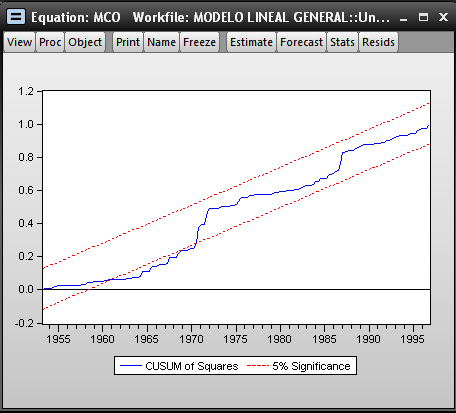 Equation: MCO   Workfile: MODELO LINEAL GENERAL::Un...
View Proc Object Print Name Freeze Estimate Forecast Stats Resids
1.2
1.0
0.8
0.6
0.4
0.2
0.0
-0.2
1955 1960 1965 1970 1975 1980 1985 1990 1995
CUSUM of Squares 5% Significance